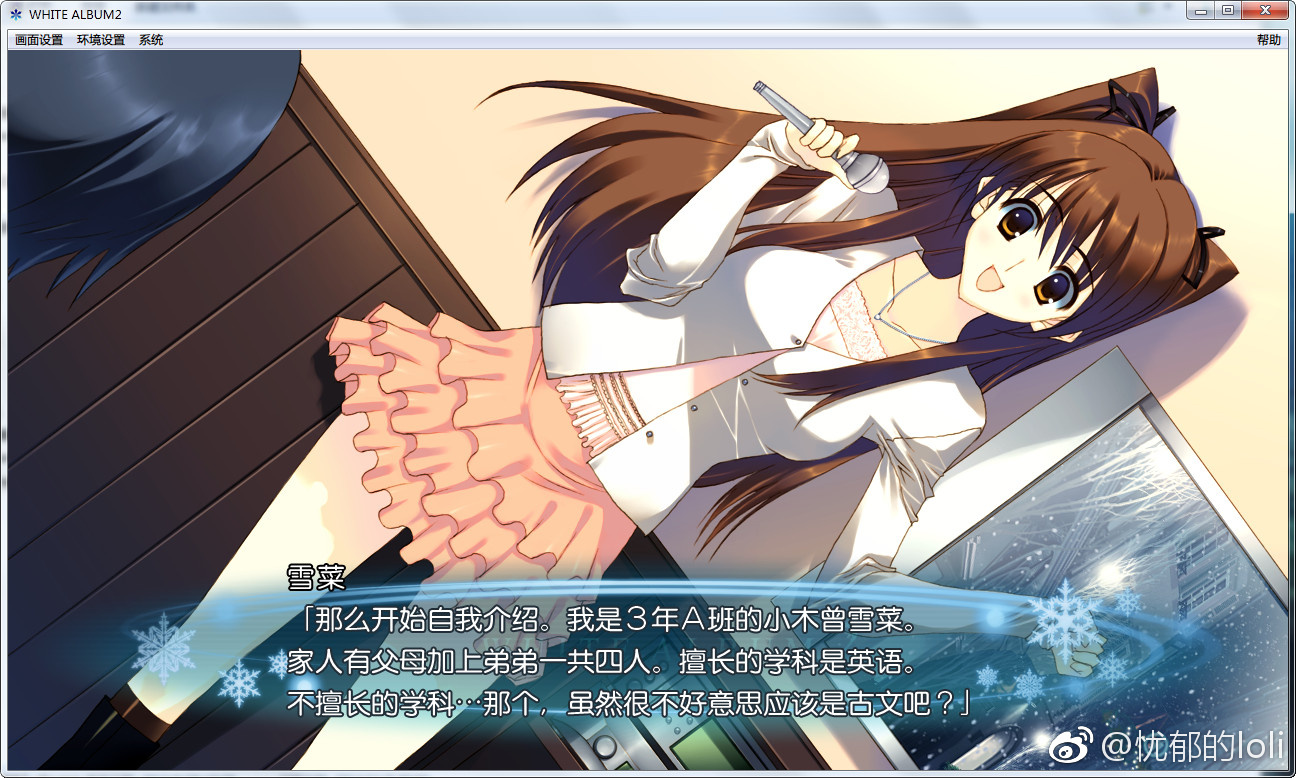 WHITE ALBUM2
画面设置 环境设置 系统 帮助
雪菜
「那么开始自我介绍。我是３年Ａ班的小木曾雪菜。
家人有父母加上弟弟一共四人。擅长的学科是英语。
不擅长的学科…那个，虽然很不好意思应该是古文吧？」
@忧郁的loli